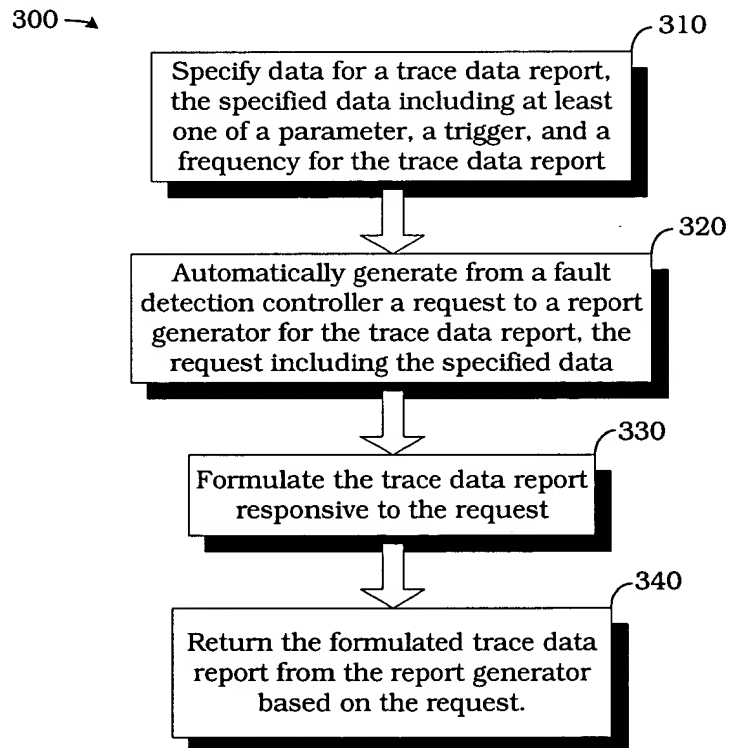 300
310
Specify data for a trace data report,
the specified data including at least
one of a parameter, a trigger, and a
frequency for the trace data report
320
Automatically generate from a fault
detection controller a request to a report
generator for the trace data report, the
request including the specified data
330
Formulate the trace data report
responsive to the request
340
Return the formulated trace data
report from the report generator
based on the request.